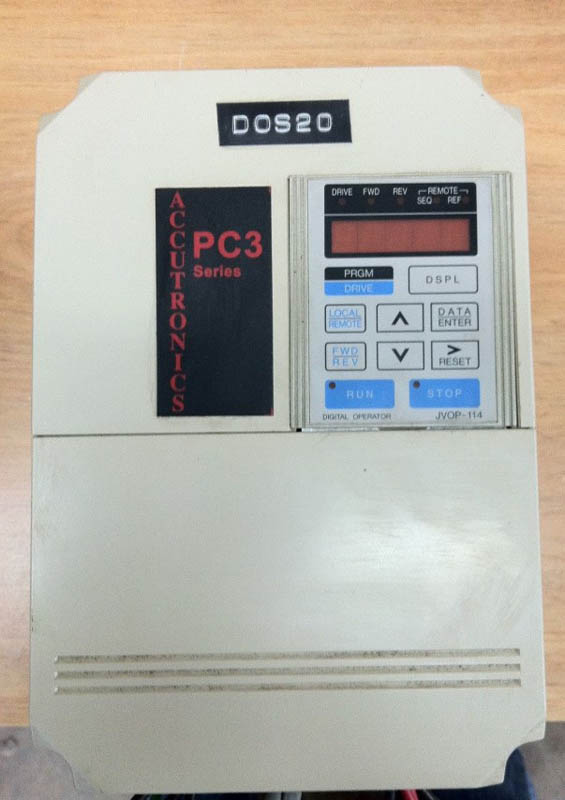 DOS20
ACCUTRONICS
PC3
Series
DRIVE FWD REV REMOTE
SEQ REF
PRGM
DRIVE
DSPL
LOCAL
REMOTE
DATA
ENTER
FWD
REV
>
RESET
RUN
STOP
DIGITAL OPERATOR JVOP-114